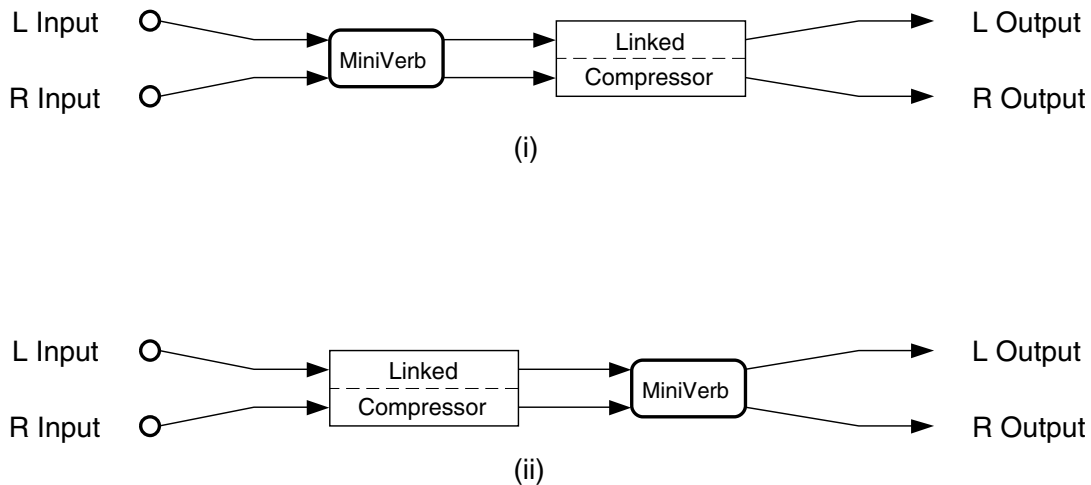 L Input
MiniVerb
Linked
L Output
R Input
Compressor
R Output
(i)
L Input
Linked
MiniVerb
L Output
R Input
Compressor
R Output
(ii)